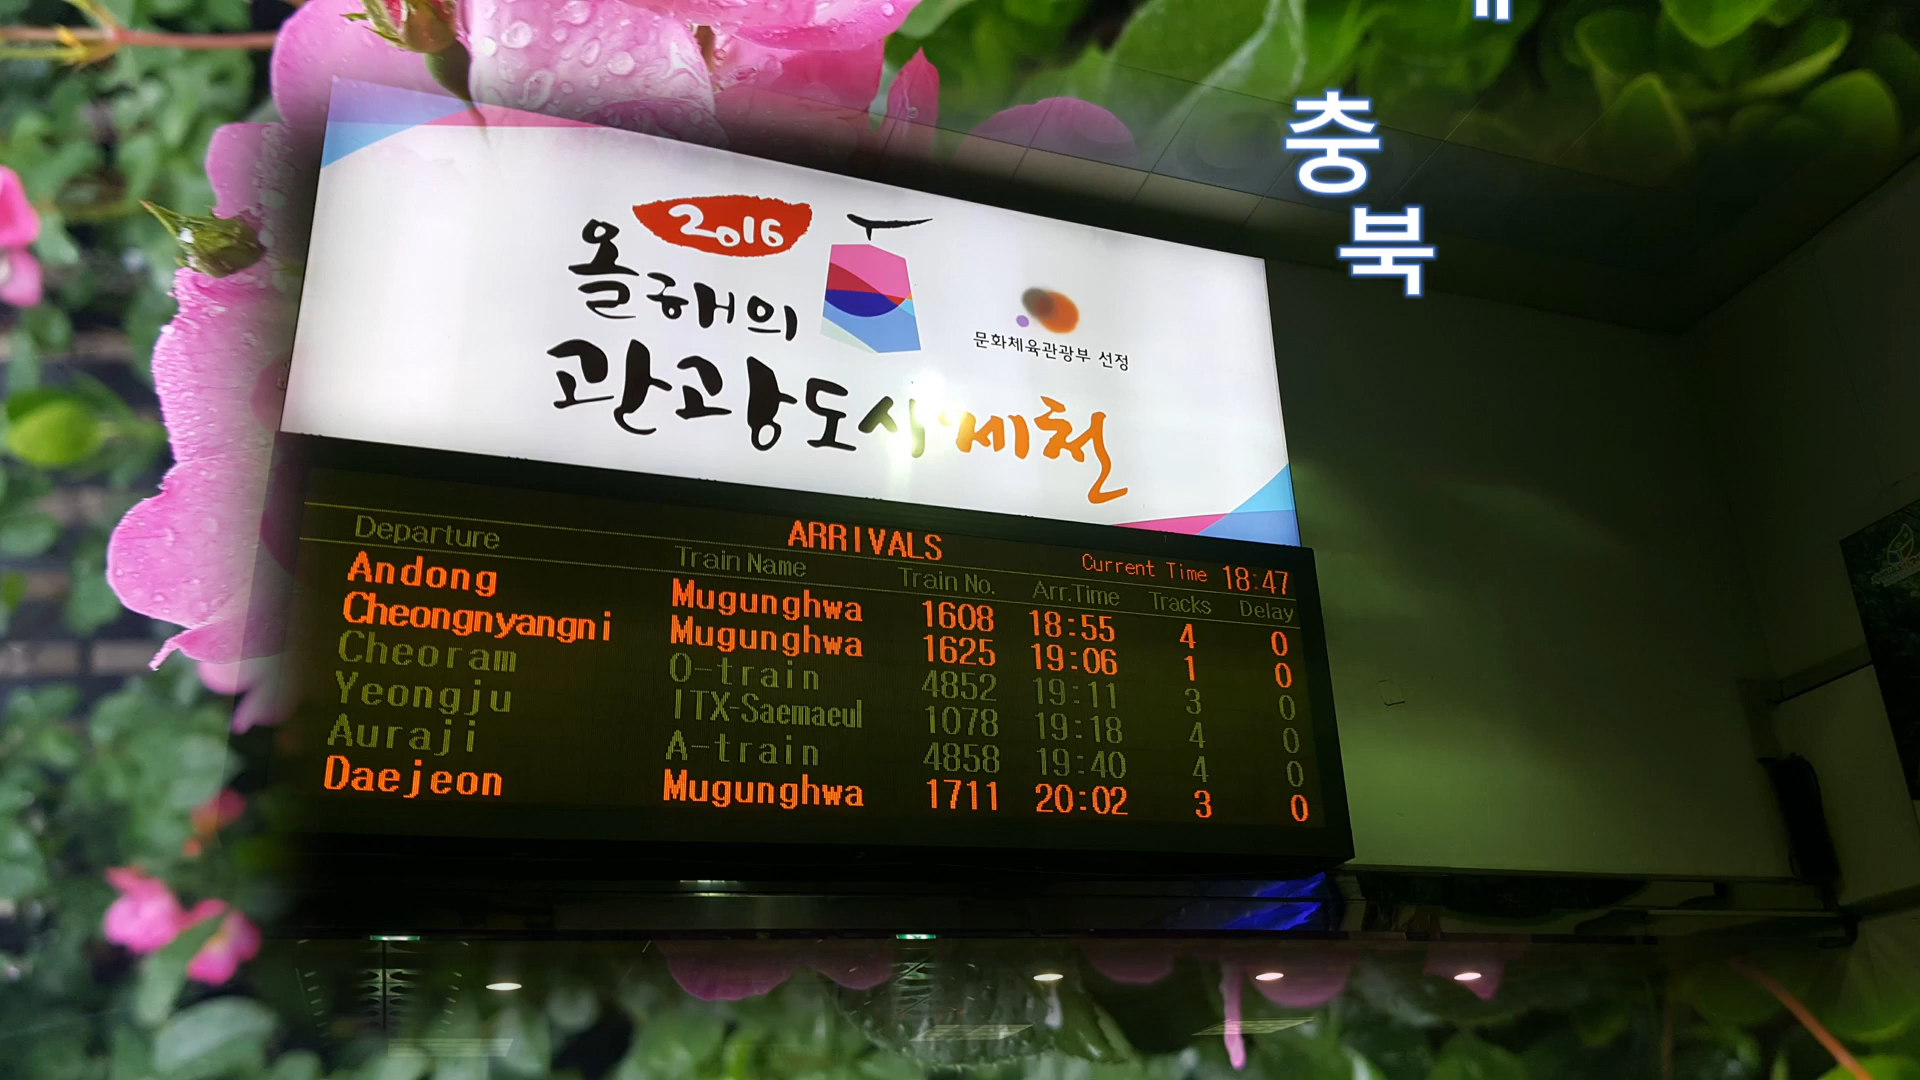 충
북
2016
올해의
관광도시 제천
문화체육관광부 선정
ARRIVALS
Current Time 18:47
Departure Train Name Train No. Arr.Time Tracks Delay
Andong Mugunghwa 1608 18:55 4 0
Cheongnyangni Mugunghwa 1625 19:06 1 0
Cheoram O-train 4852 19:11 3 0
Yeongju ITX-Saemaeul 1078 19:18 4 0
Auraji A-train 4858 19:40 4 0
Daejeon Mugunghwa 1711 20:02 3 0